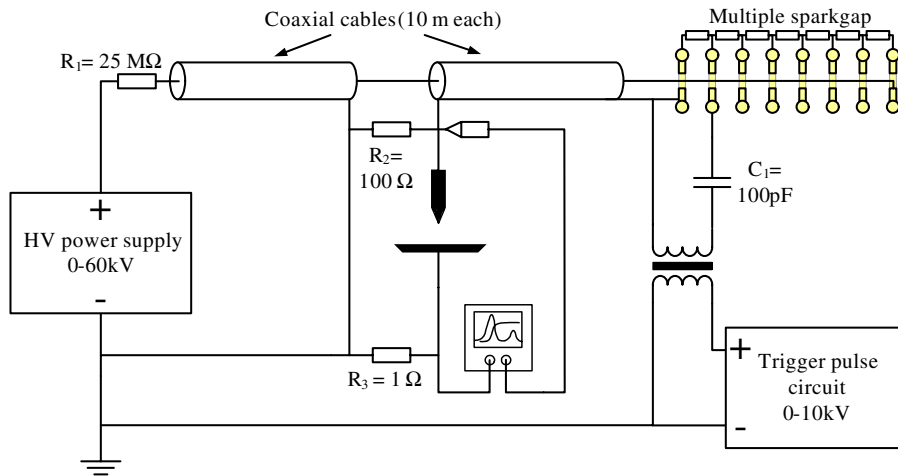 Coaxial cables(10 m each)
Multiple sparkgap
R₁= 25 MΩ
R₂=
100 Ω
C₁=
100pF
+
HV power supply
0-60kV
-
R₃ = 1 Ω
+
Trigger pulse
circuit
0-10kV
-